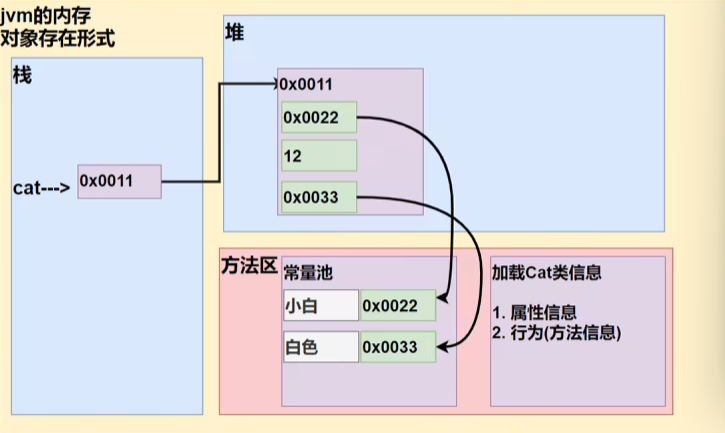 jvm的内存
对象存在形式
栈
cat---> 0x0011
堆
0x0011
0x0022
12
0x0033
方法区
常量池
小白 0x0022
白色 0x0033
加载Cat类信息
1. 属性信息
2. 行为(方法信息)